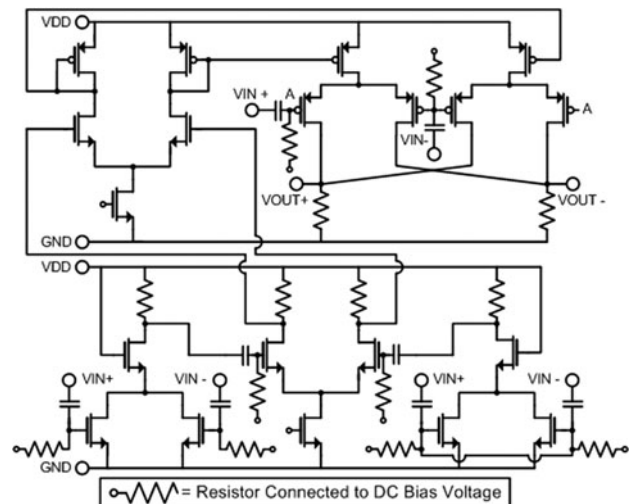 VDD
VIN + A
VIN-
A
VOUT+
VOUT -
GND
VDD
VIN+
VIN -
VIN+
VIN -
GND
= Resistor Connected to DC Bias Voltage